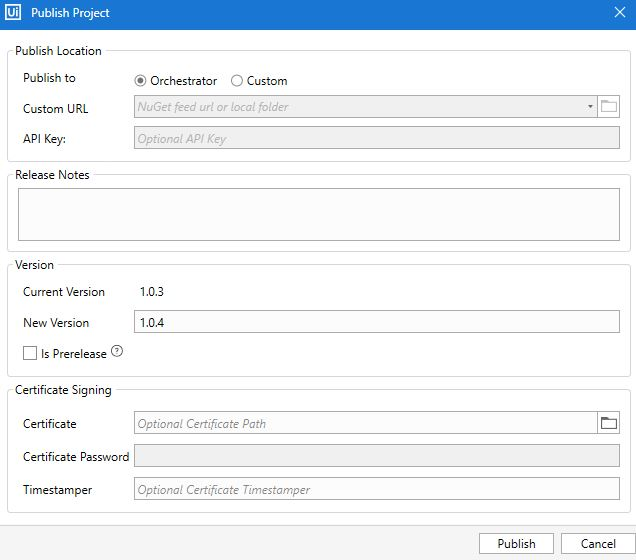 Ui Publish Project
Publish Location
Publish to Orchestrator Custom
Custom URL NuGet feed url or local folder
API Key: Optional API Key
Release Notes
Version
Current Version 1.0.3
New Version 1.0.4
Is Prerelease ?
Certificate Signing
Certificate Optional Certificate Path
Certificate Password
Timestamper Optional Certificate Timestamper
Publish Cancel